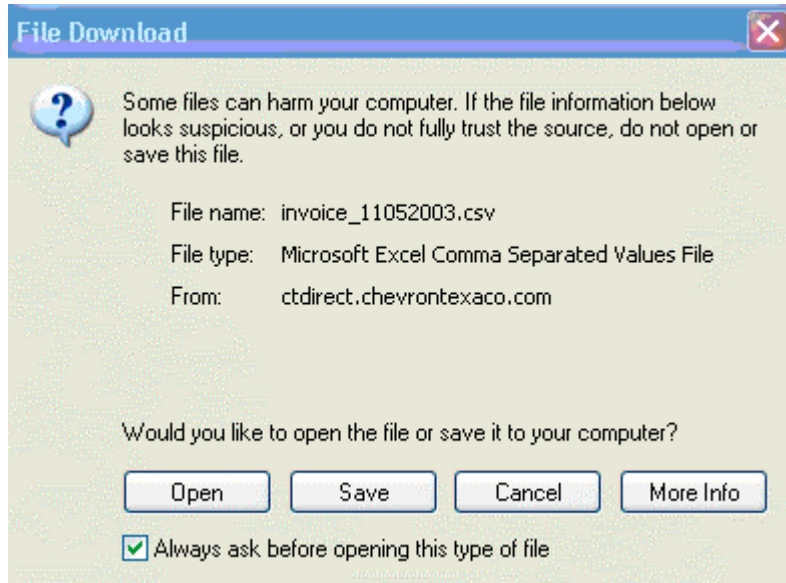 File Download
Some files can harm your computer. If the file information below
looks suspicious, or you do not fully trust the source, do not open or
save this file.
File name: invoice_11052003.csv
File type: Microsoft Excel Comma Separated Values File
From: ctdirect.chevrontexaco.com
Would you like to open the file or save it to your computer?
Open Save Cancel More Info
Always ask before opening this type of file